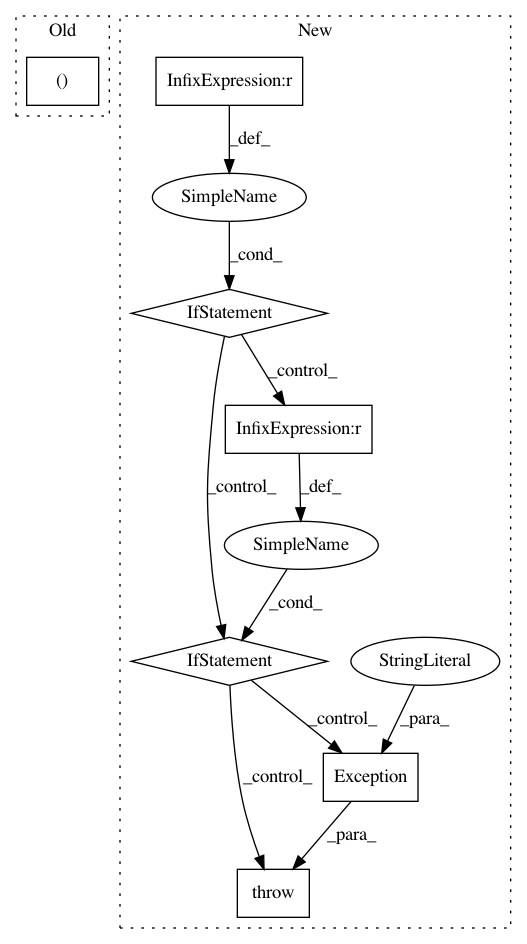 Old
New
()
InfixExpression:r
_def_
SimpleName
_cond_
IfStatement
_control_
InfixExpression:r
_control_
_def_
SimpleName
_cond_
IfStatement
StringLiteral
_control_
_para_
_control_
Exception
_para_
throw